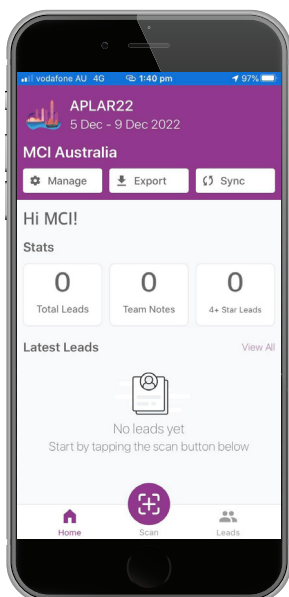 vodafone AU 4G 1:40 pm 97%
APLAR22
5 Dec - 9 Dec 2022
MCI Australia
Manage Export Sync
Hi MCI!
Stats
0 0 0
Total Leads Team Notes 4+ Star Leads
Latest Leads View All
No leads yet
Start by tapping the scan button below
Home Scan Leads